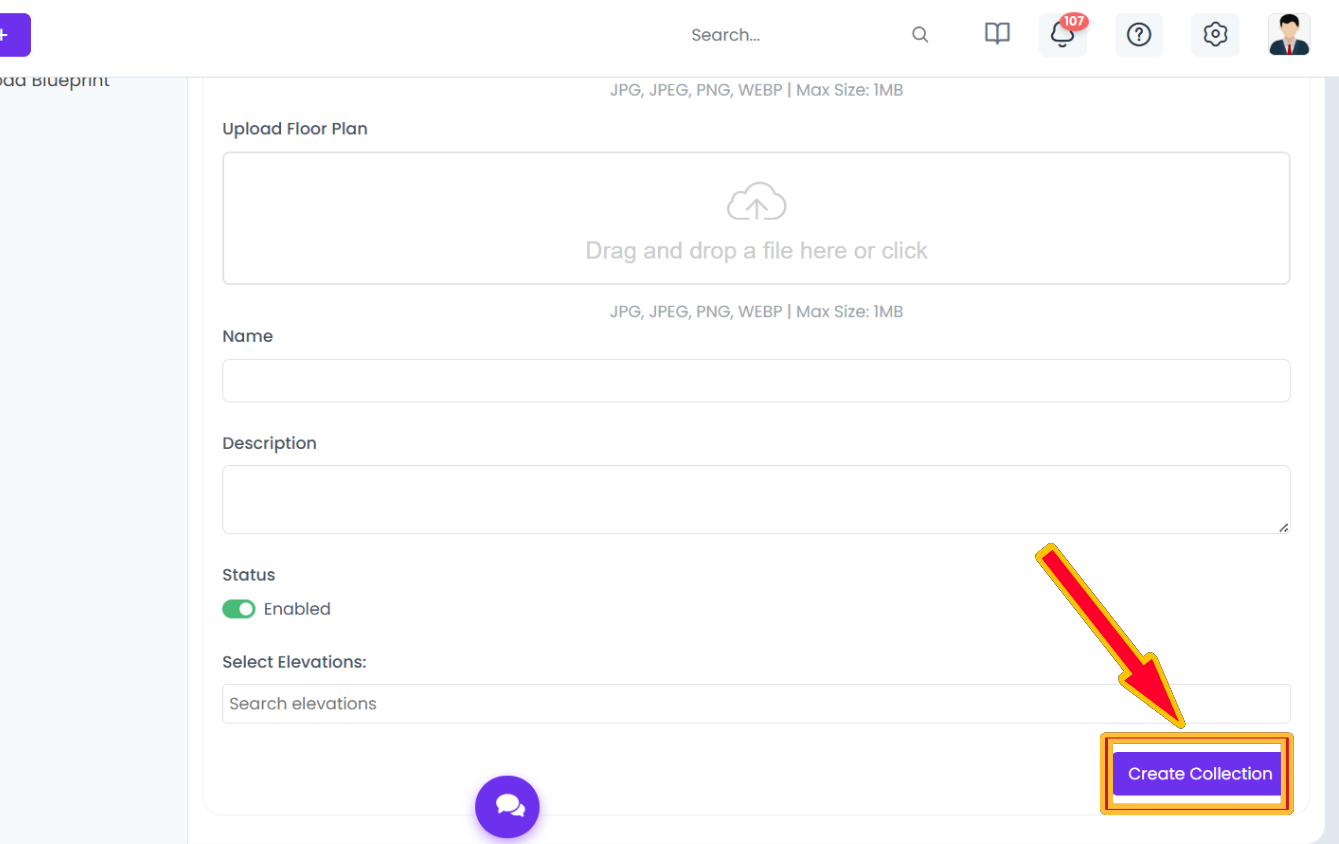 +
Search...
107
Blueprint
JPG, JPEG, PNG, WEBP | Max Size: 1MB
Upload Floor Plan
Drag and drop a file here or click
JPG, JPEG, PNG, WEBP | Max Size: 1MB
Name
Description
Status
Enabled
Select Elevations:
Search elevations
Create Collection